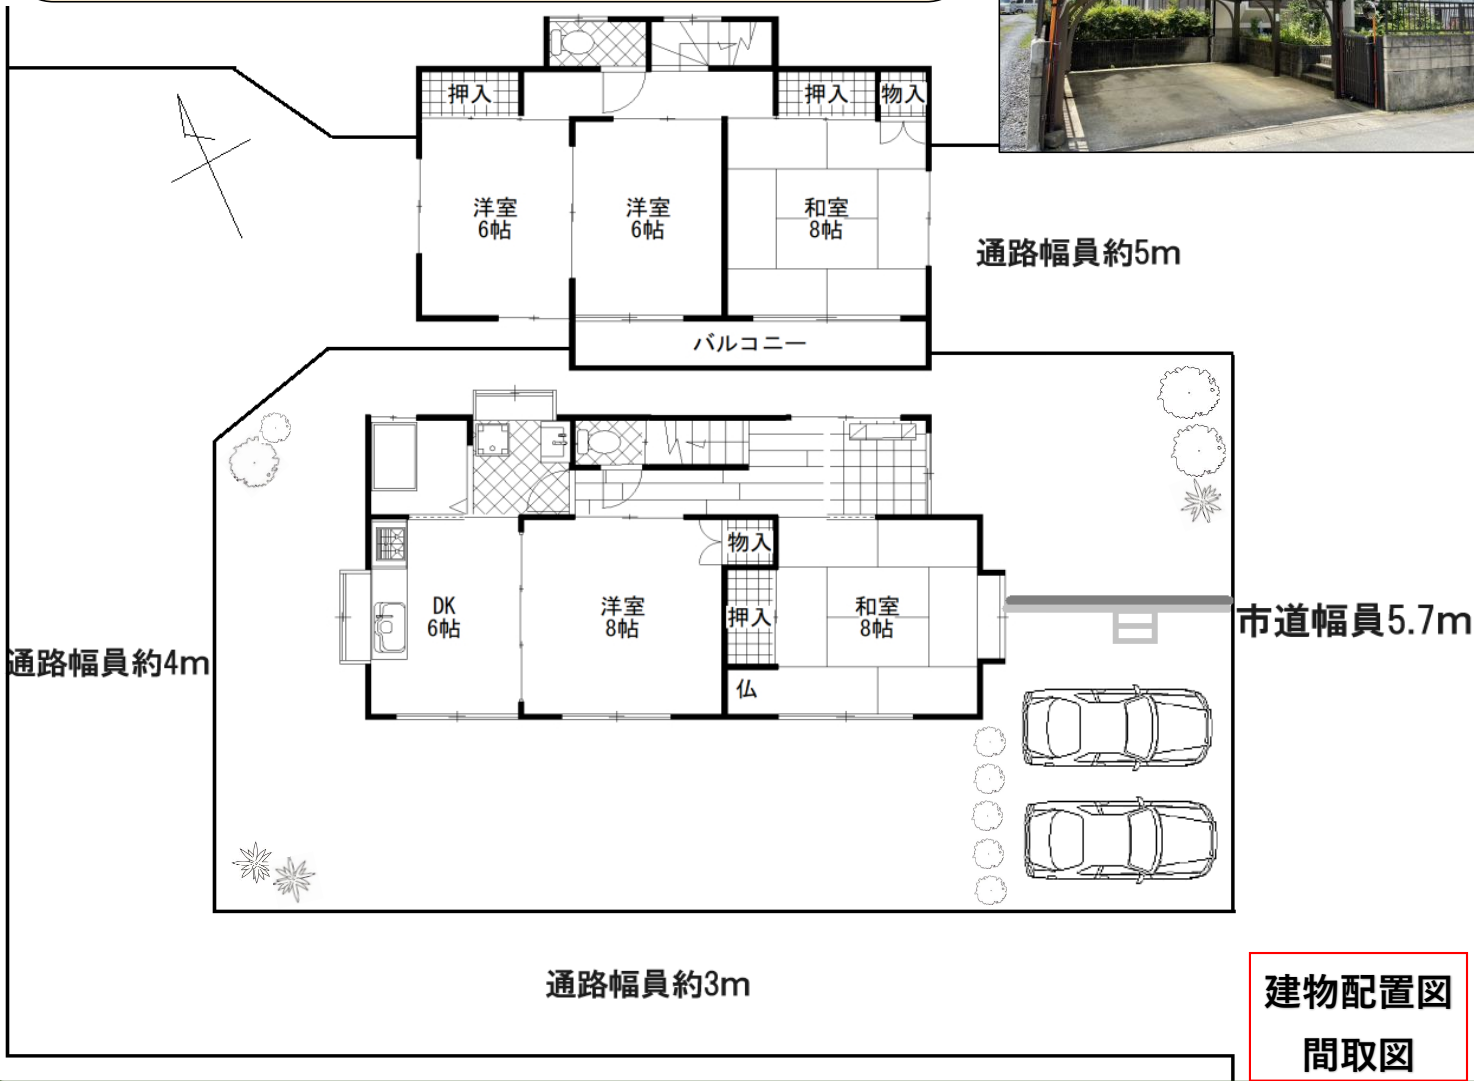 押入
押入
物入
洋室
6帖
洋室
6帖
和室
8帖
通路幅員約5m
バルコニー
物入
DK
6帖
洋室
8帖
押入
和室
8帖
市道幅員5.7m
通路幅員約4m
仏
通路幅員約3m
建物配置図
間取図